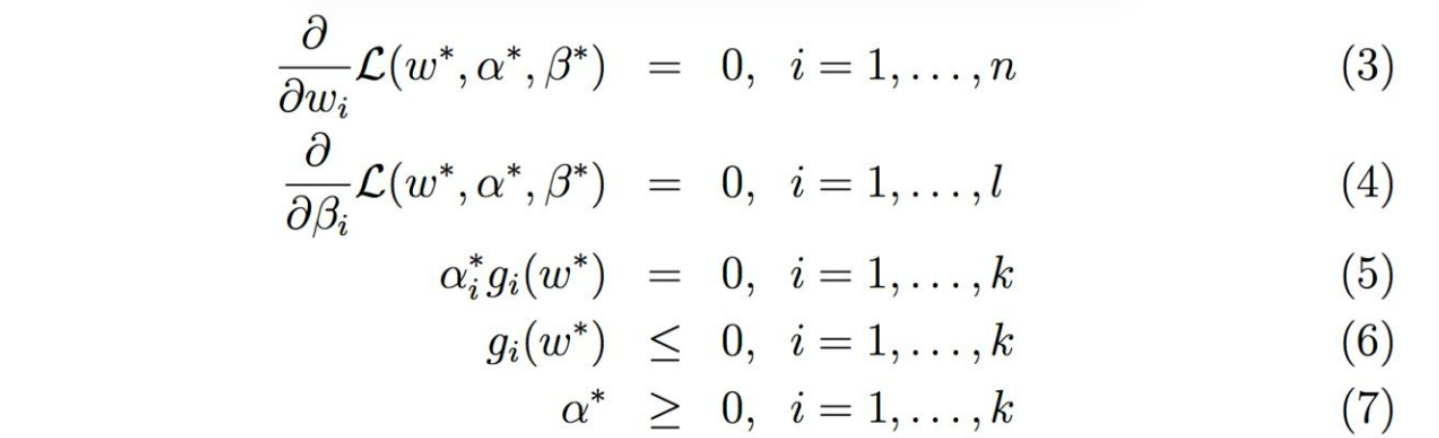 ∂/∂w_i ℒ(w*, α*, β*) = 0, i = 1, . . . , n (3)
∂/∂β_i ℒ(w*, α*, β*) = 0, i = 1, . . . , l (4)
α_i* g_i(w*) = 0, i = 1, . . . , k (5)
g_i(w*) ≤ 0, i = 1, . . . , k (6)
α* ≥ 0, i = 1, . . . , k (7)